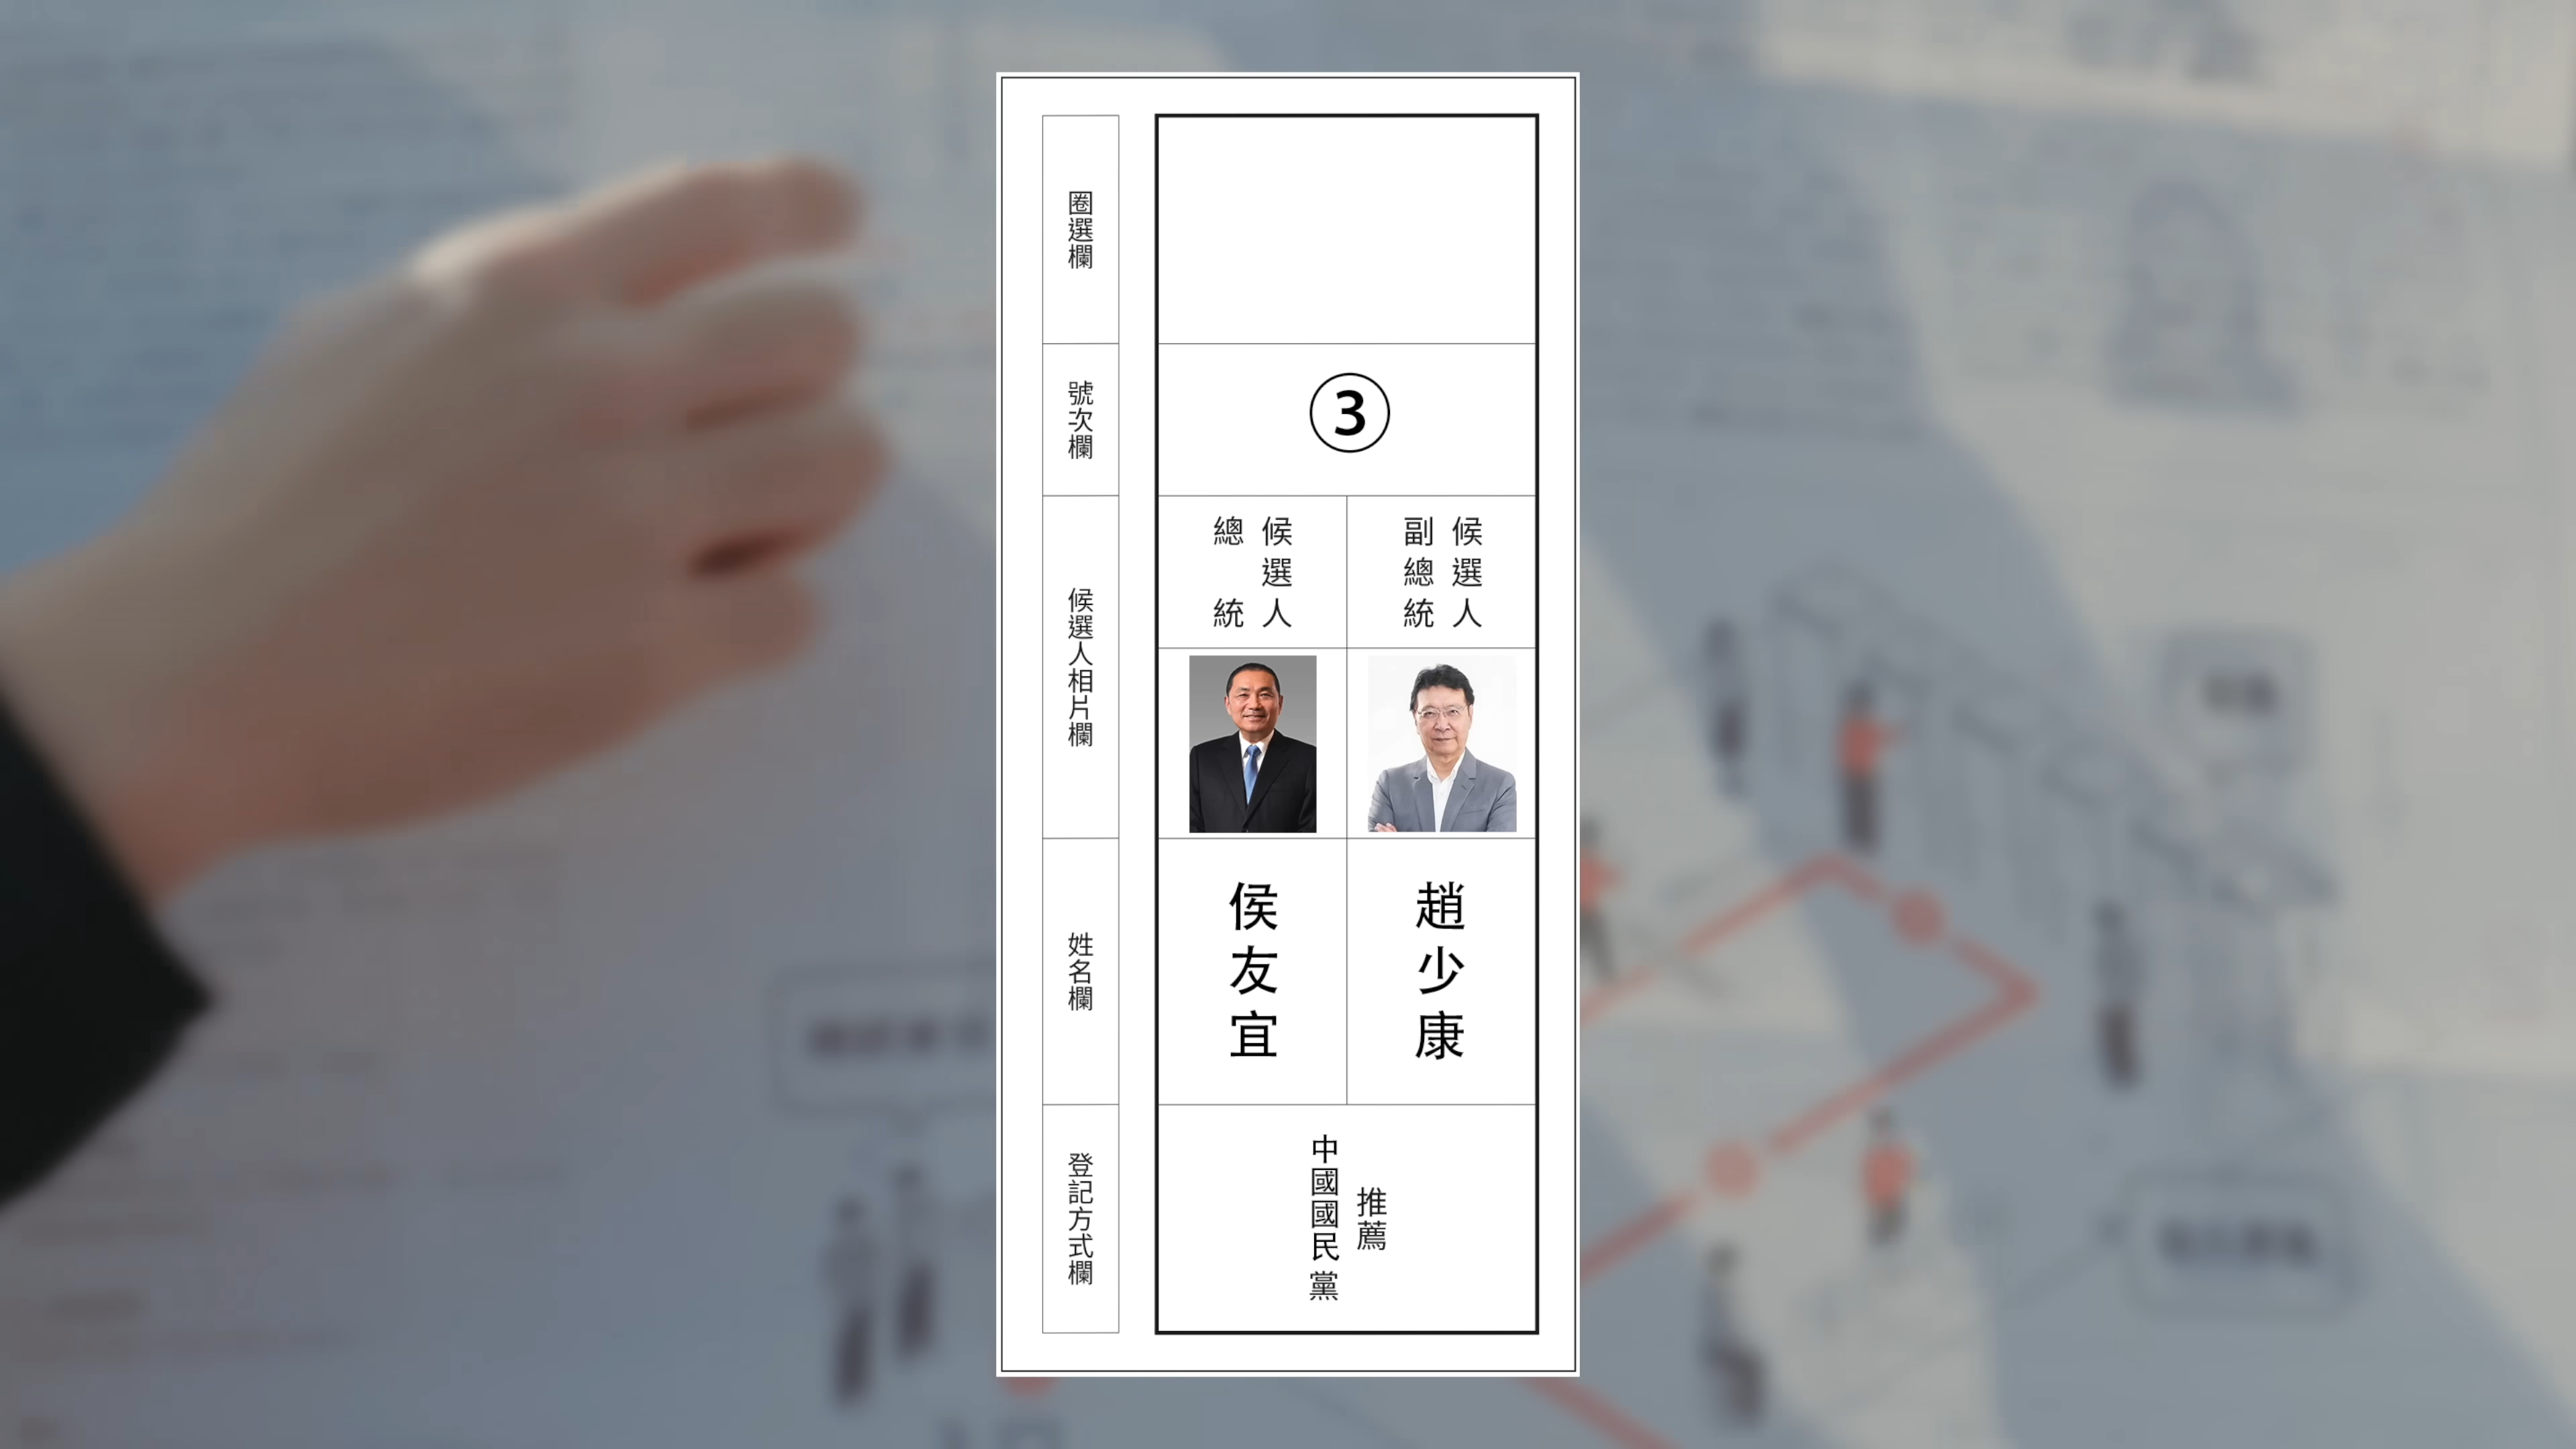 圈選欄
號次欄
③
候選人相片欄
總統
候選人
副總統
候選人
姓名欄
侯友宜
趙少康
登記方式欄
中國國民黨
推薦